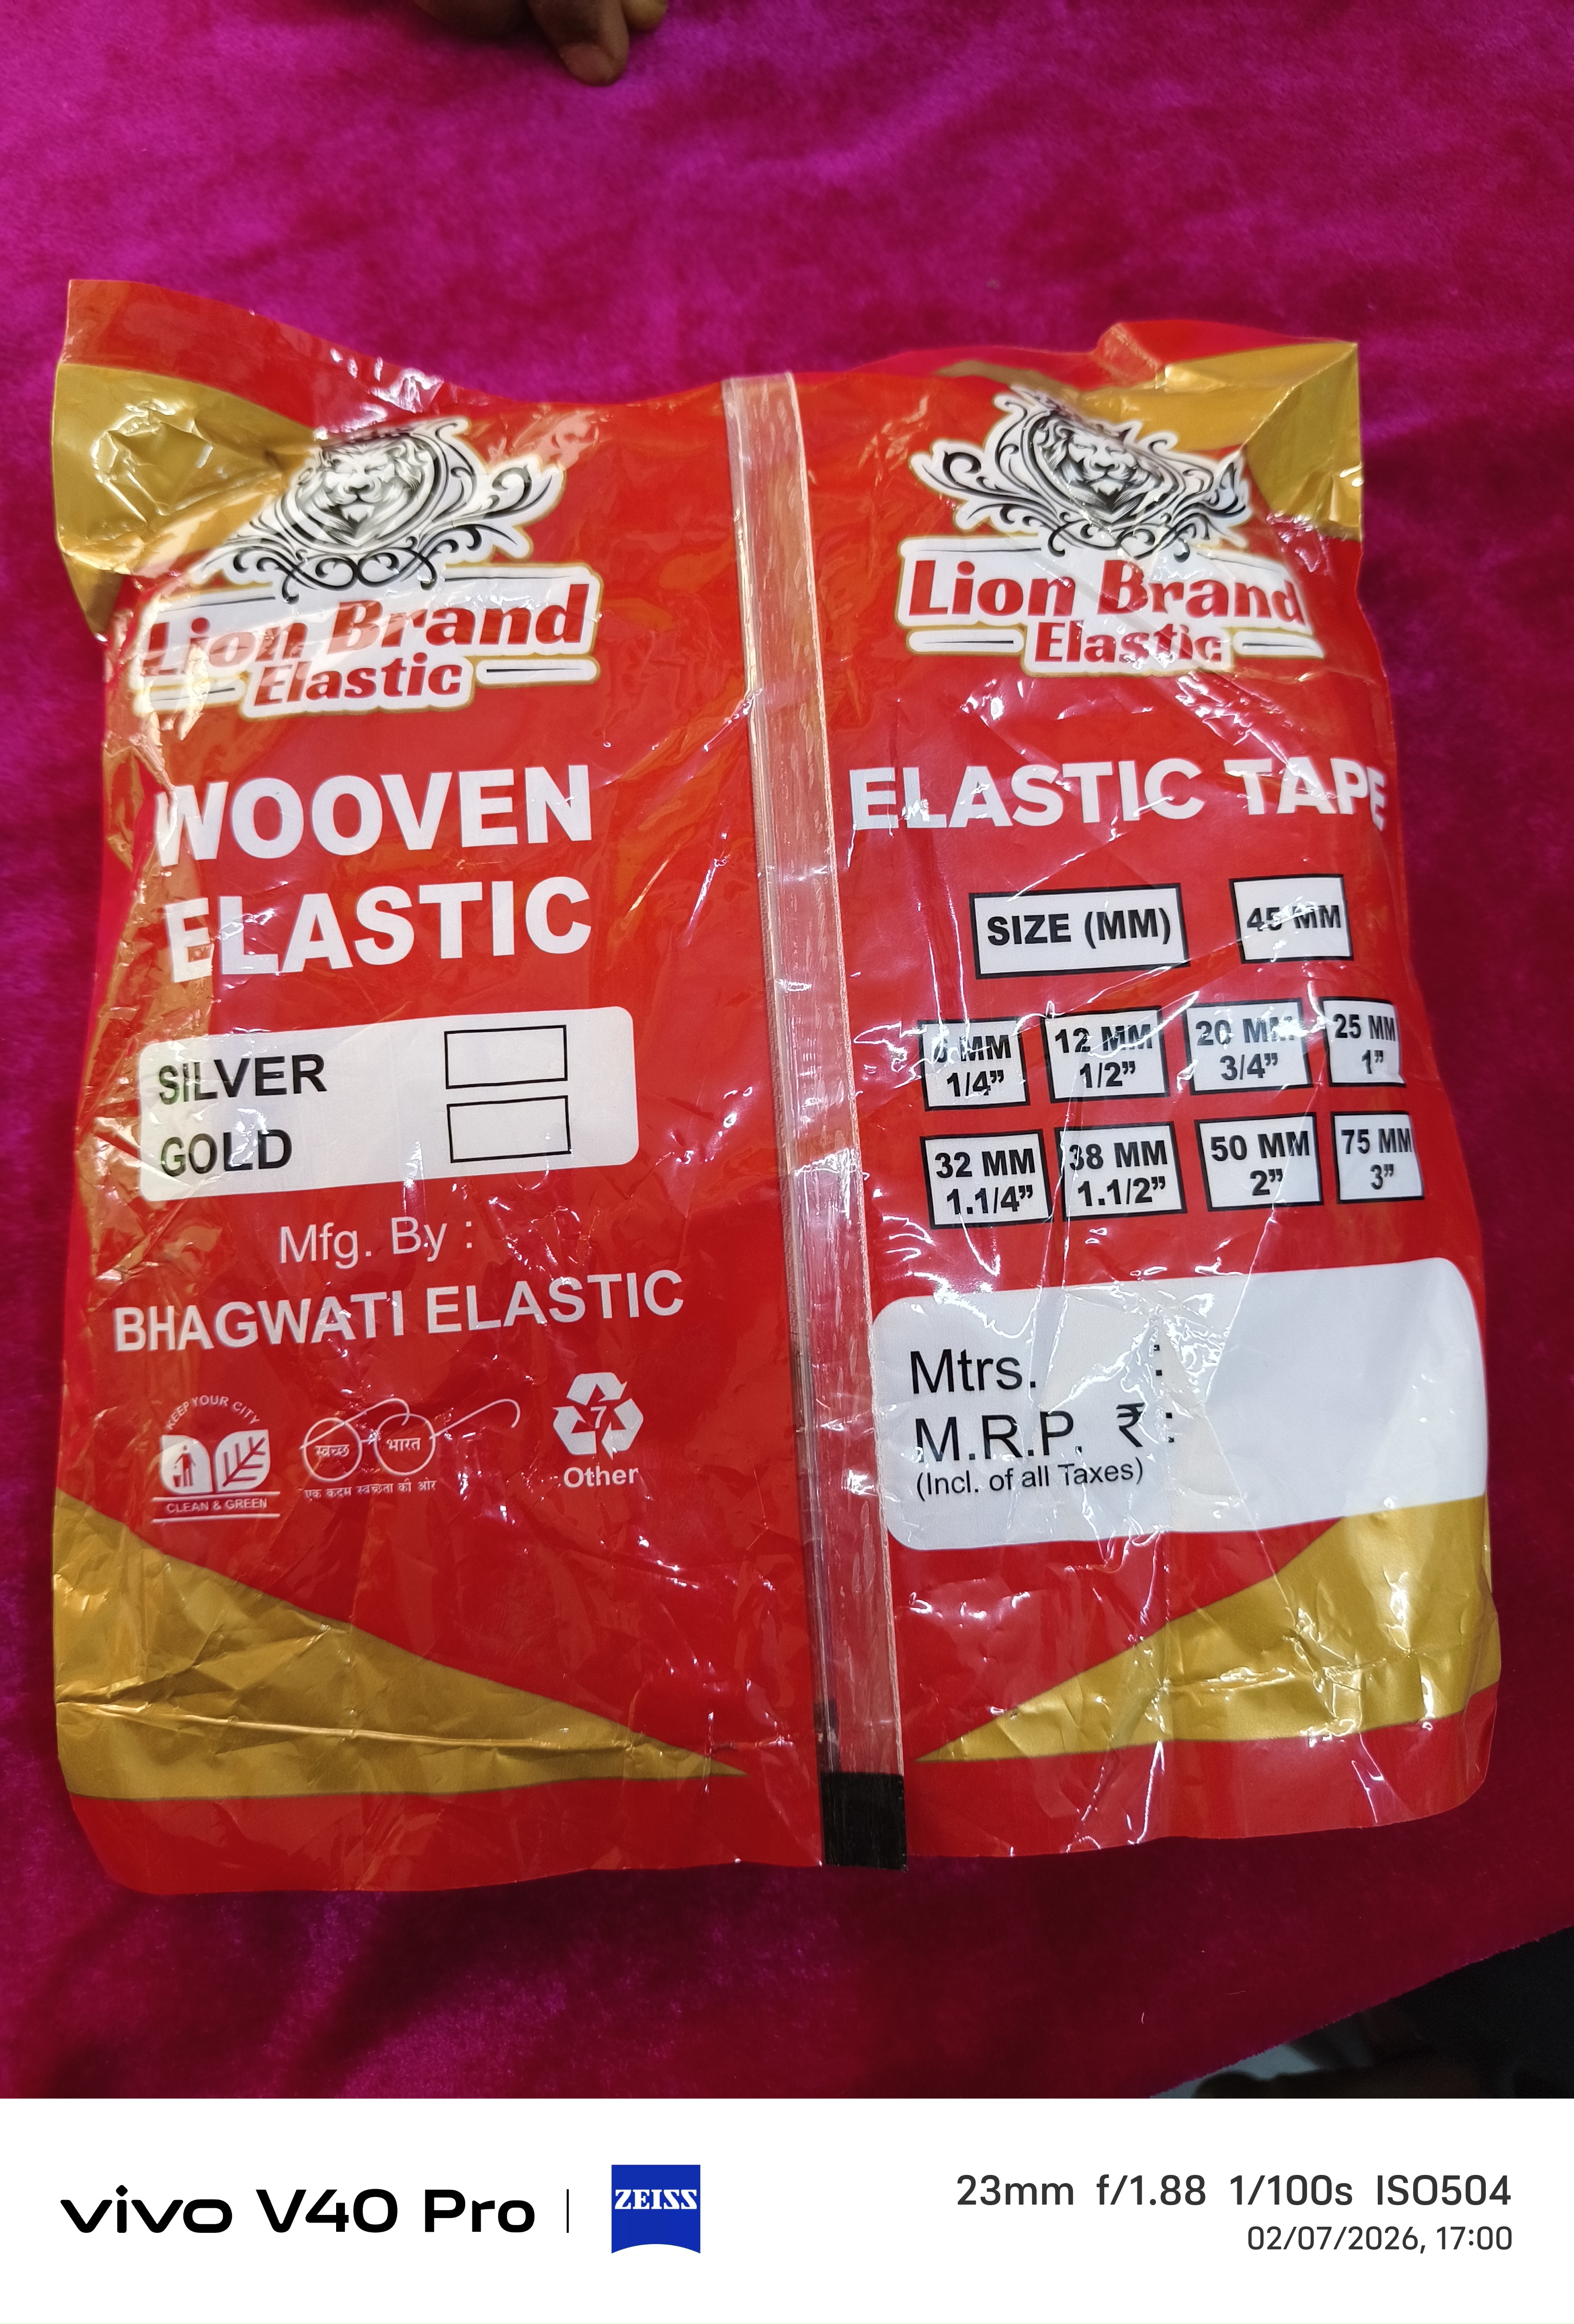 Lion Brand
Elastic
WOOVEN
ELASTIC
SILVER
GOLD
Mfg. By :
BHAGWATI ELASTIC
KEEP YOUR CITY
CLEAN & GREEN
स्वच्छ भारत
एक कदम स्वच्छता की ओर
7
Other
Lion Brand
Elastic
ELASTIC TAPE
SIZE (MM) 45 MM
6 MM 12 MM 20 MM 25 MM
1/4” 1/2” 3/4” 1”
32 MM 38 MM 50 MM 75 MM
1.1/4” 1.1/2” 2” 3”
Mtrs. :
M.R.P. ₹ :
(Incl. of all Taxes)
vivo V40 Pro | ZEISS
23mm f/1.88 1/100s ISO504
02/07/2026, 17:00